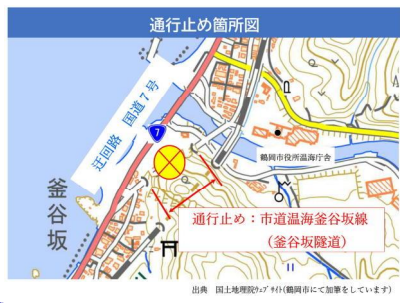 通行止め箇所図
迂回路 国道7号
7
鶴岡市役所温海庁舎
釜谷坂
通行止め:市道温海釜谷坂線
(釜谷坂隧道)
出典 国土地理院ウェブサイト(鶴岡市にて加筆をしています)